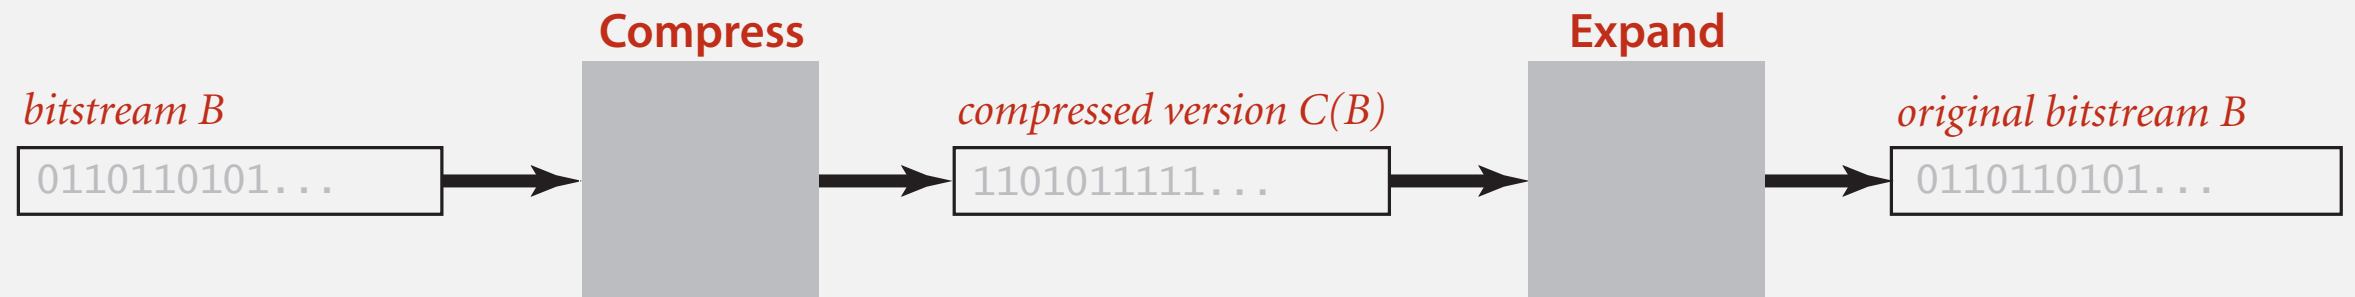 Compress
Expand
bitstream B
compressed version C(B)
original bitstream B
0110110101...
1101011111...
0110110101...